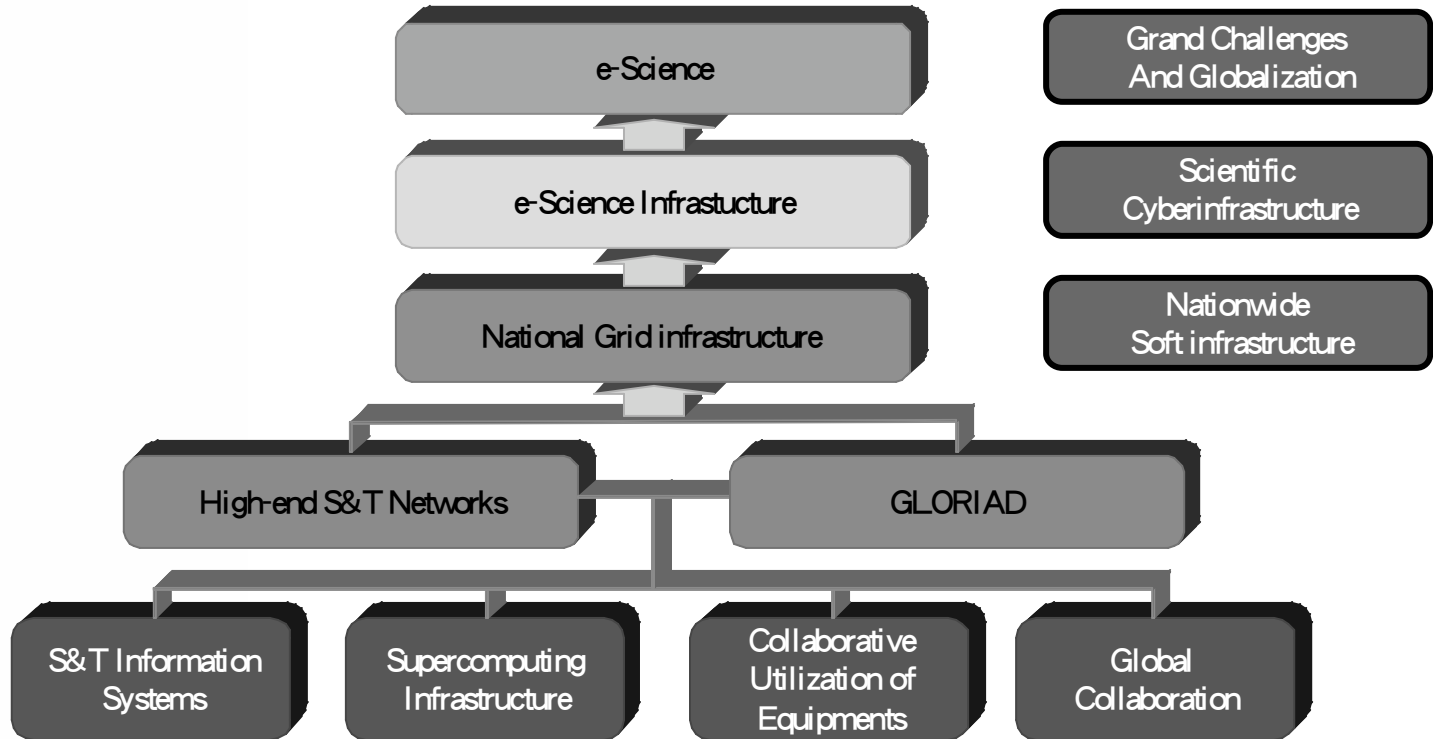 e-Science
Grand Challenges
And Globalization
e-Science Infrastucture
Scientific
Cyberinfrastructure
National Grid infrastructure
Nationwide
Soft infrastructure
High-end S&T Networks
GLORIAD
S&T Information
Systems
Supercomputing
Infrastructure
Collaborative
Utilization of
Equipments
Global
Collaboration